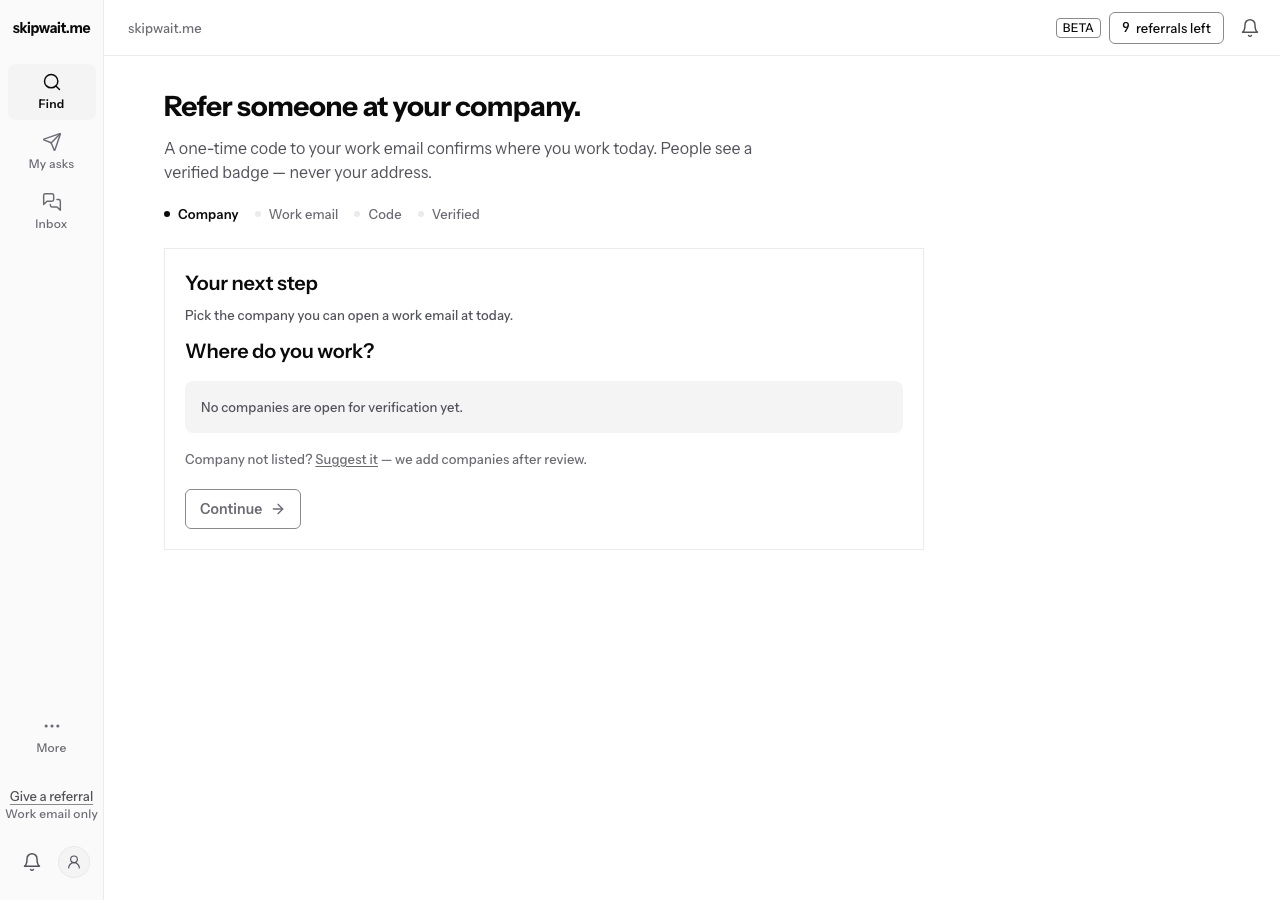 skipwait.me
skipwait.me
BETA
9 referrals left
Find
My asks
Inbox
Refer someone at your company.
A one-time code to your work email confirms where you work today. People see a
verified badge — never your address.
Company
Work email
Code
Verified
Your next step
Pick the company you can open a work email at today.
Where do you work?
No companies are open for verification yet.
Company not listed? Suggest it — we add companies after review.
Continue
More
Give a referral
Work email only